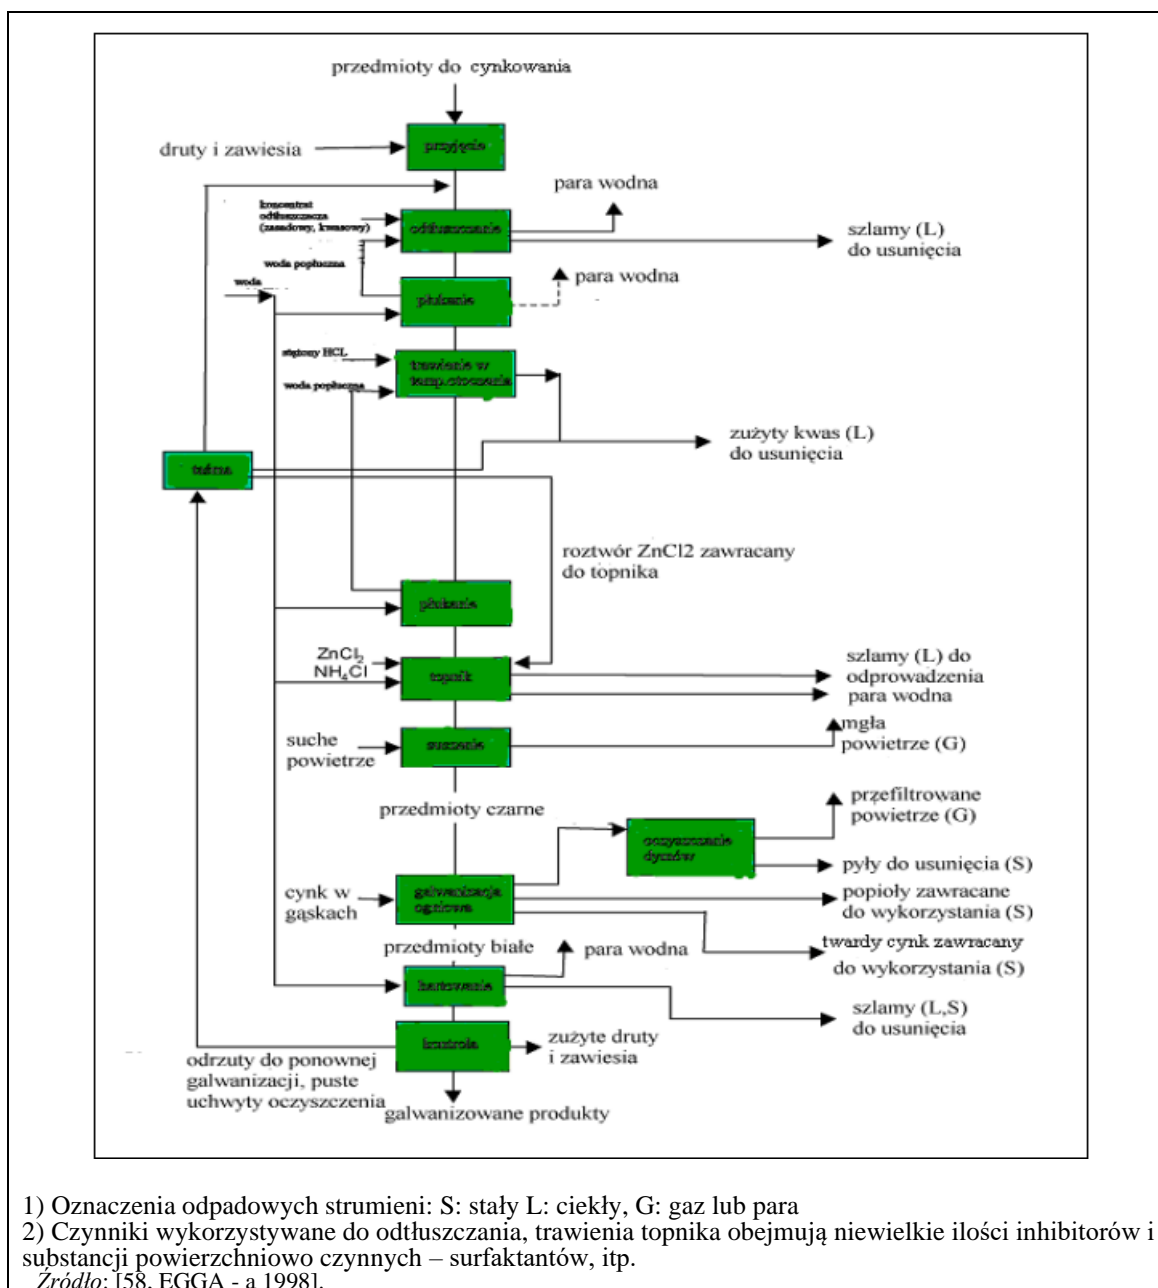 przedmioty do cynkowania
przyjęcie
druty i zawiesia
para wodna
koncentrat
odtłuszczacza
(zasadowy, kwasowy)
odtłuszczanie
szlamy (L)
do usunięcia
woda popłuczna
woda
płukanie
para wodna
stężony HCL
trawienie w
temp.otoczenia
woda popłuczna
zużyty kwas (L)
do usunięcia
roztwór ZnCl2 zawracany
do topnika
płukanie
ZnCl2
NH4Cl
topnik
szlamy (L) do
odprowadzenia
para wodna
suche
powietrze
suszenie
mgła
powietrze (G)
przedmioty czarne
przefiltrowane
powietrze (G)
oczyszczanie
dymów
pyły do usunięcia (S)
cynk w
gąskach
galwanizacja
ogniowa
popioły zawracane
do wykorzystania (S)
przedmioty białe
para wodna
twardy cynk zawracany
do wykorzystania (S)
hartowanie
szlamy (L,S)
do usunięcia
kontrola
zużyte druty
i zawiesia
odrzuty do ponownej
galwanizacji, puste
uchwyty oczyszczenia
galwanizowane produkty
1) Oznaczenia odpadowych strumieni: S: stały L: ciekły, G: gaz lub para
2) Czynniki wykorzystywane do odtłuszczania, trawienia topnika obejmują niewielkie ilości inhibitorów i
substancji powierzchniowo czynnych – surfaktantów, itp.
Źródło: [58, EGGA - a 1998].